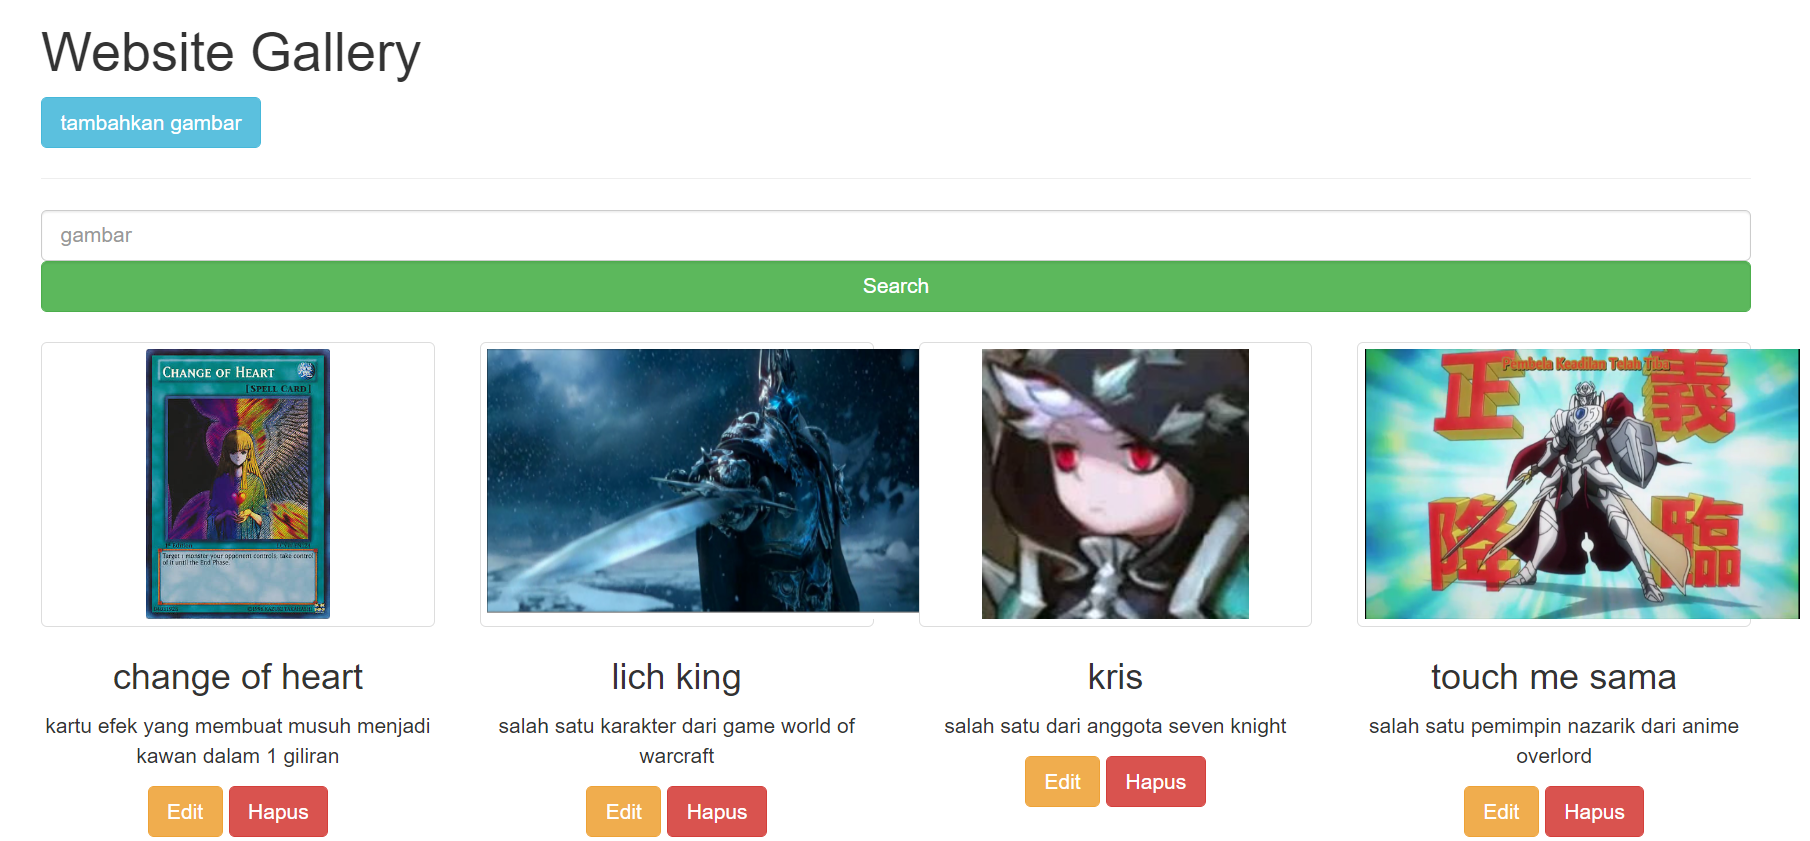 Website Gallery
tambahkan gambar
gambar
Search
CHANGE OF HEART
[SPELL CARD]
Target 1 monster your opponent controls; take control
of it until the End Phase.
正 義
Pembela Keadilan Telah Tiba
降 臨
change of heart
lich king
kris
touch me sama
kartu efek yang membuat musuh menjadi
kawan dalam 1 giliran
salah satu karakter dari game world of
warcraft
salah satu dari anggota seven knight
salah satu pemimpin nazarik dari anime
overlord
Edit Hapus
Edit Hapus
Edit Hapus
Edit Hapus